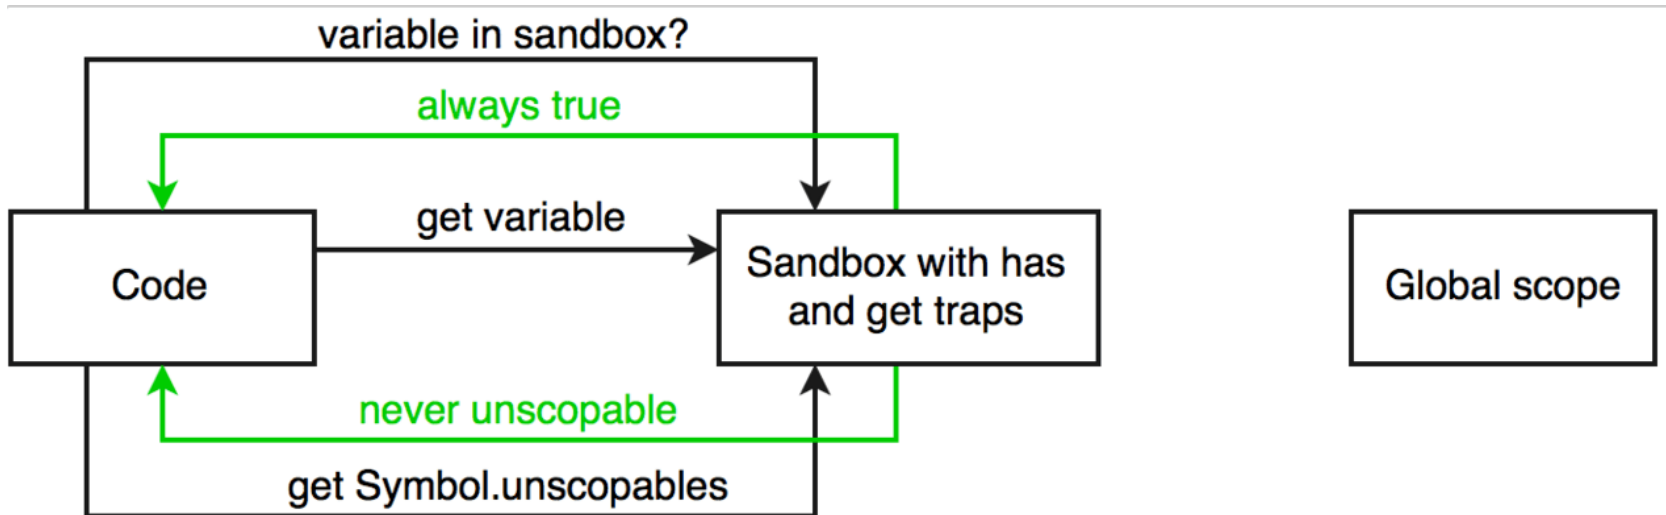 variable in sandbox?
always true
get variable
Code
Sandbox with has
and get traps
Global scope
never unscopable
get Symbol.unscopables